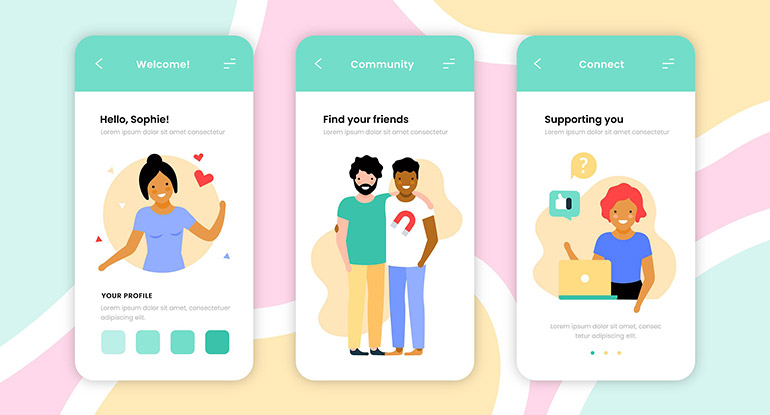 Welcome!
Hello, Sophie!
Lorem ipsum dolor sit amet consectetur
YOUR PROFILE
Lorem ipsum dolor sit amet, consectetuer
adipiscing elit.
Community
Find your friends
Lorem ipsum dolor sit amet consectetur
Connect
Supporting you
Lorem ipsum dolor sit amet consectetur
?
Lorem ipsum dolor sit amet, consec
tetur adipiscing elit.